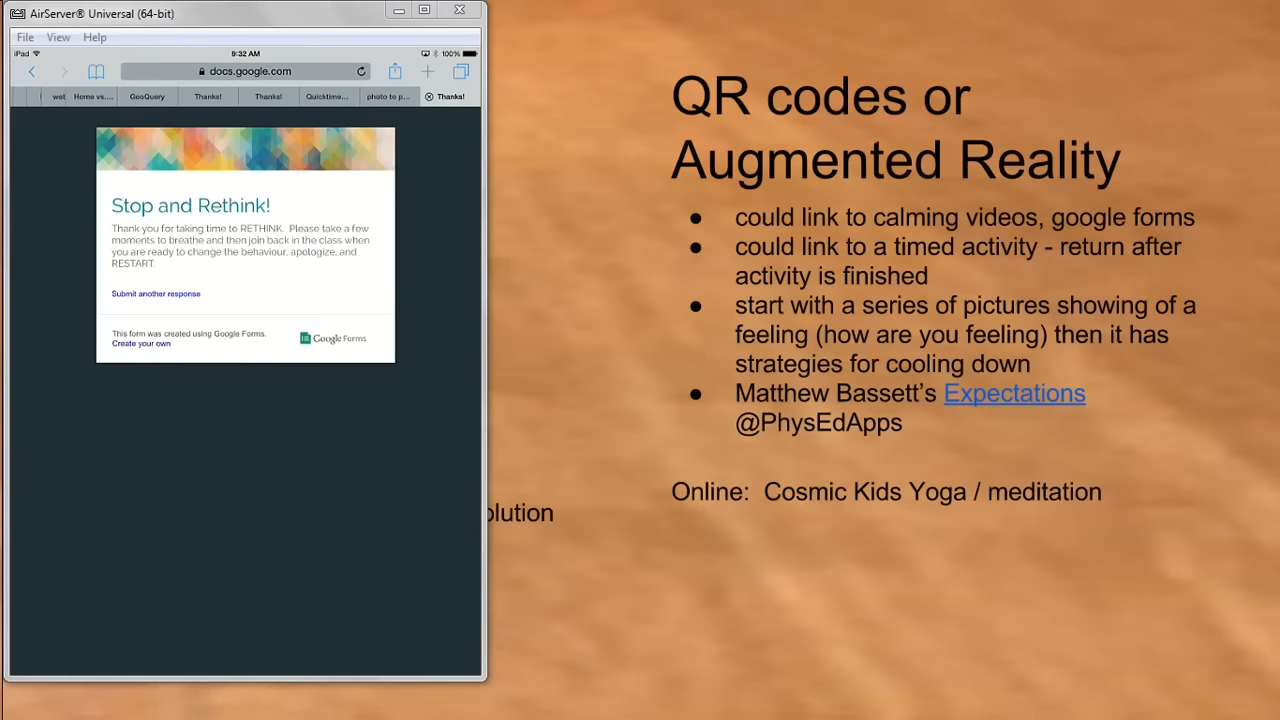 AirServer® Universal (64-bit)
File View Help
iPad 9:32 AM 100%
docs.google.com
wet Home vs.... GeoQuery Thanks! Thanks! Quicktime... photo to p... Thanks!
Stop and Rethink!
Thank you for taking time to RETHINK. Please take a few
moments to breathe and then join back in the class when
you are ready to change the behaviour, apologize, and
RESTART.
Submit another response
This form was created using Google Forms.
Create your own
Google Forms
olution
QR codes or
Augmented Reality
● could link to calming videos, google forms
● could link to a timed activity - return after
activity is finished
● start with a series of pictures showing of a
feeling (how are you feeling) then it has
strategies for cooling down
● Matthew Bassett’s Expectations
@PhysEdApps
Online: Cosmic Kids Yoga / meditation